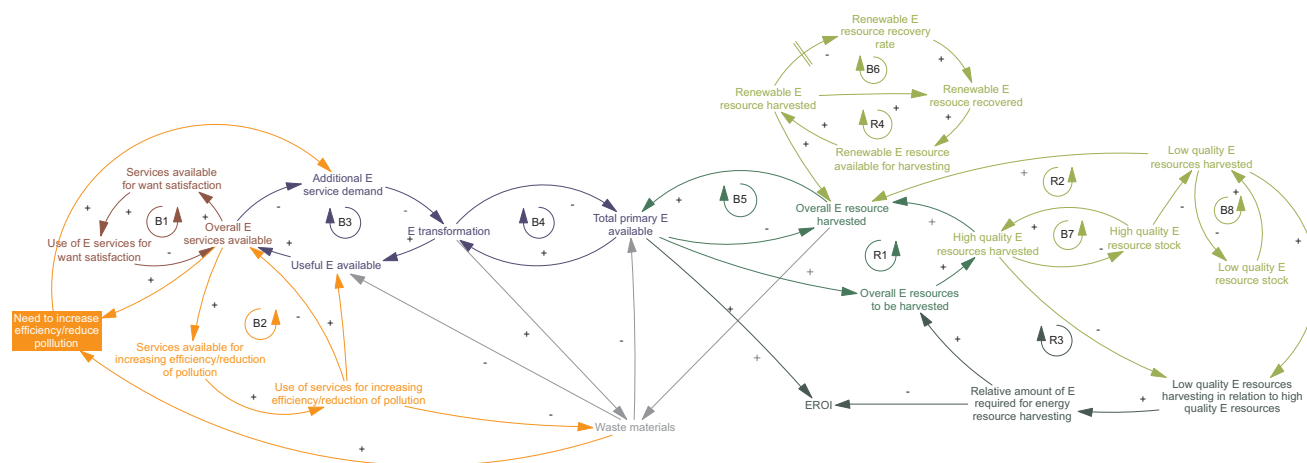 Renewable E
resource recovery
rate
B6
Renewable E
resource harvested
Renewable E
resouce recovered
R4
Renewable E resource
available for harvesting
Low quality E
resources harvested
Services available
for want satisfaction
Additional E
service demand
B1
B3
B4
B5
R2
B8
Overall E
services available
Use of E services for
want satisfaction
E transformation
Total primary E
available
Overall E resource
harvested
High quality E
resources harvested
B7
High quality E
resource stock
Useful E available
R1
Low quality E
resource stock
Overall E resources
to be harvested
Need to increase
efficiency/reduce
polllution
B2
Services available for
increasing efficiency/reduction
of pollution
R3
Use of services for increasing
efficiency/reduction of pollution
EROI
Relative amount of E
required for energy
resource harvesting
Low quality E resources
harvesting in relation to high
quality E resources
Waste materials